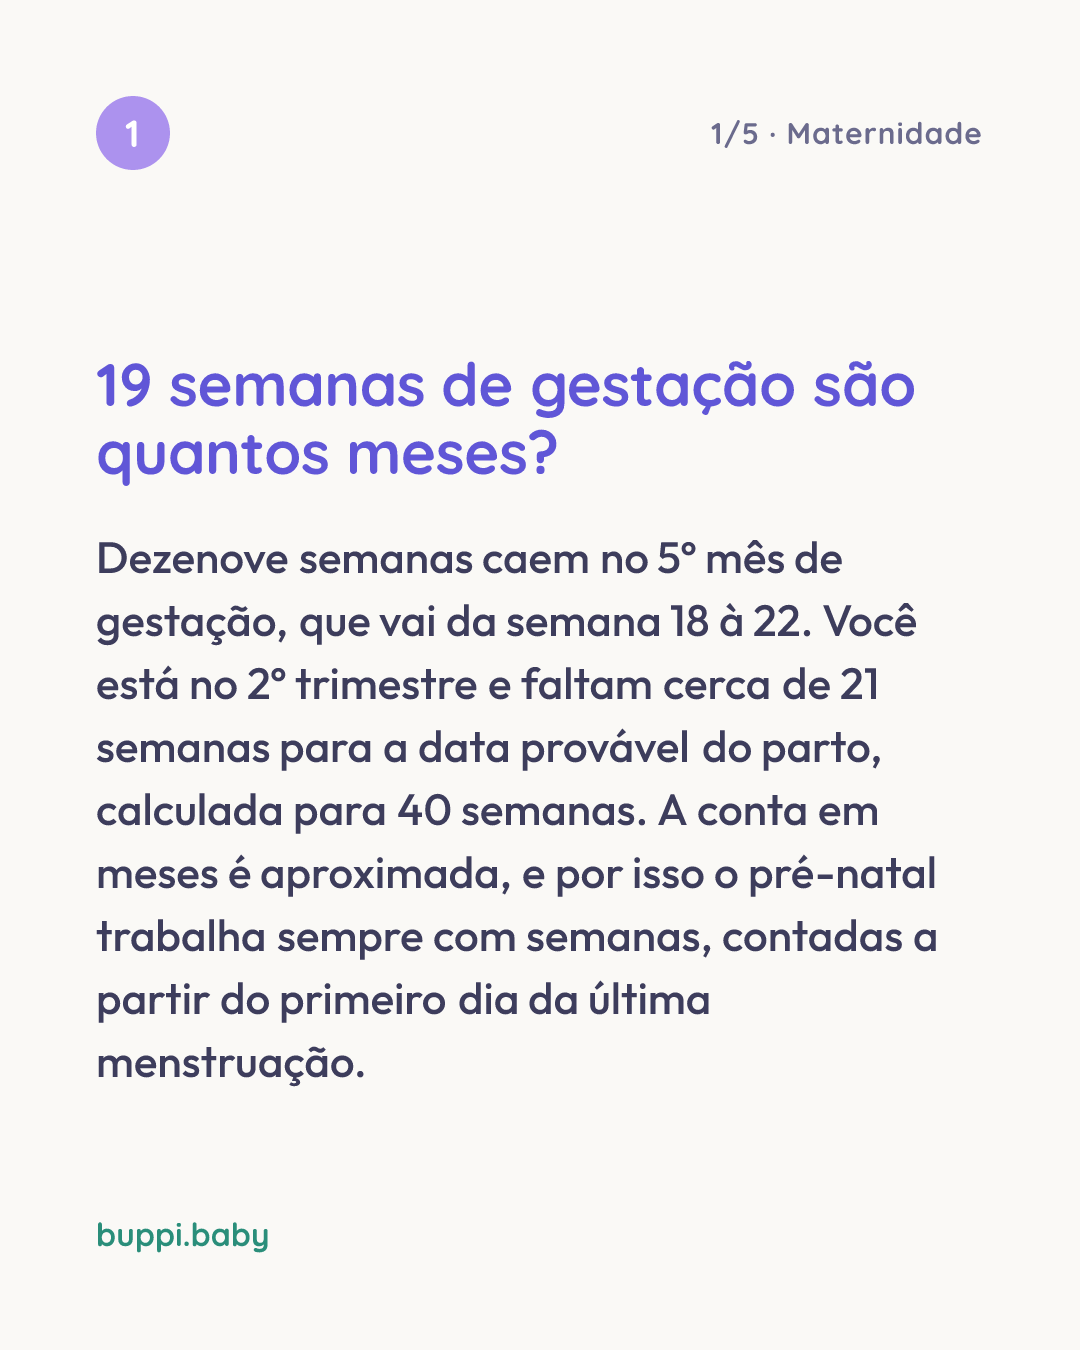 1
1/5 · Maternidade
19 semanas de gestação são
quantos meses?
Dezenove semanas caem no 5º mês de
gestação, que vai da semana 18 à 22. Você
está no 2º trimestre e faltam cerca de 21
semanas para a data provável do parto,
calculada para 40 semanas. A conta em
meses é aproximada, e por isso o pré-natal
trabalha sempre com semanas, contadas a
partir do primeiro dia da última
menstruação.
buppi.baby